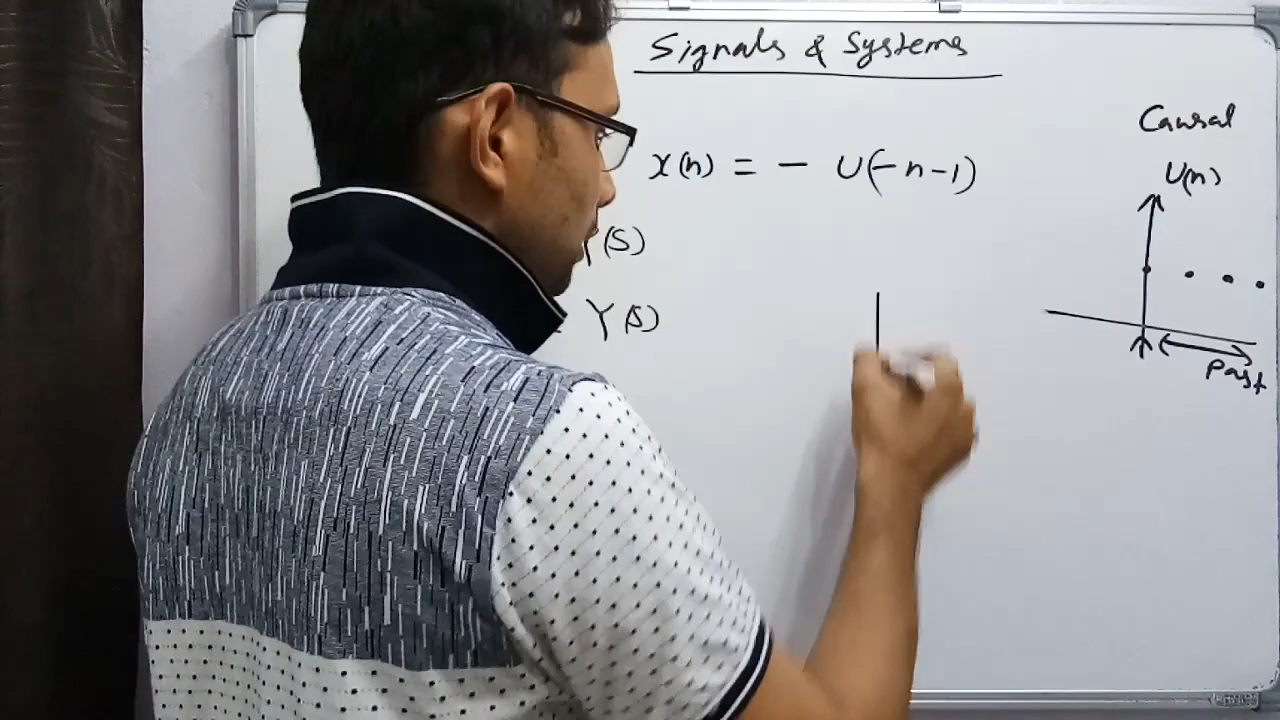 Signals & Systems
x(n) = - U(-n-1)
Y(S)
Y(S)
Causal
U(n)
Past